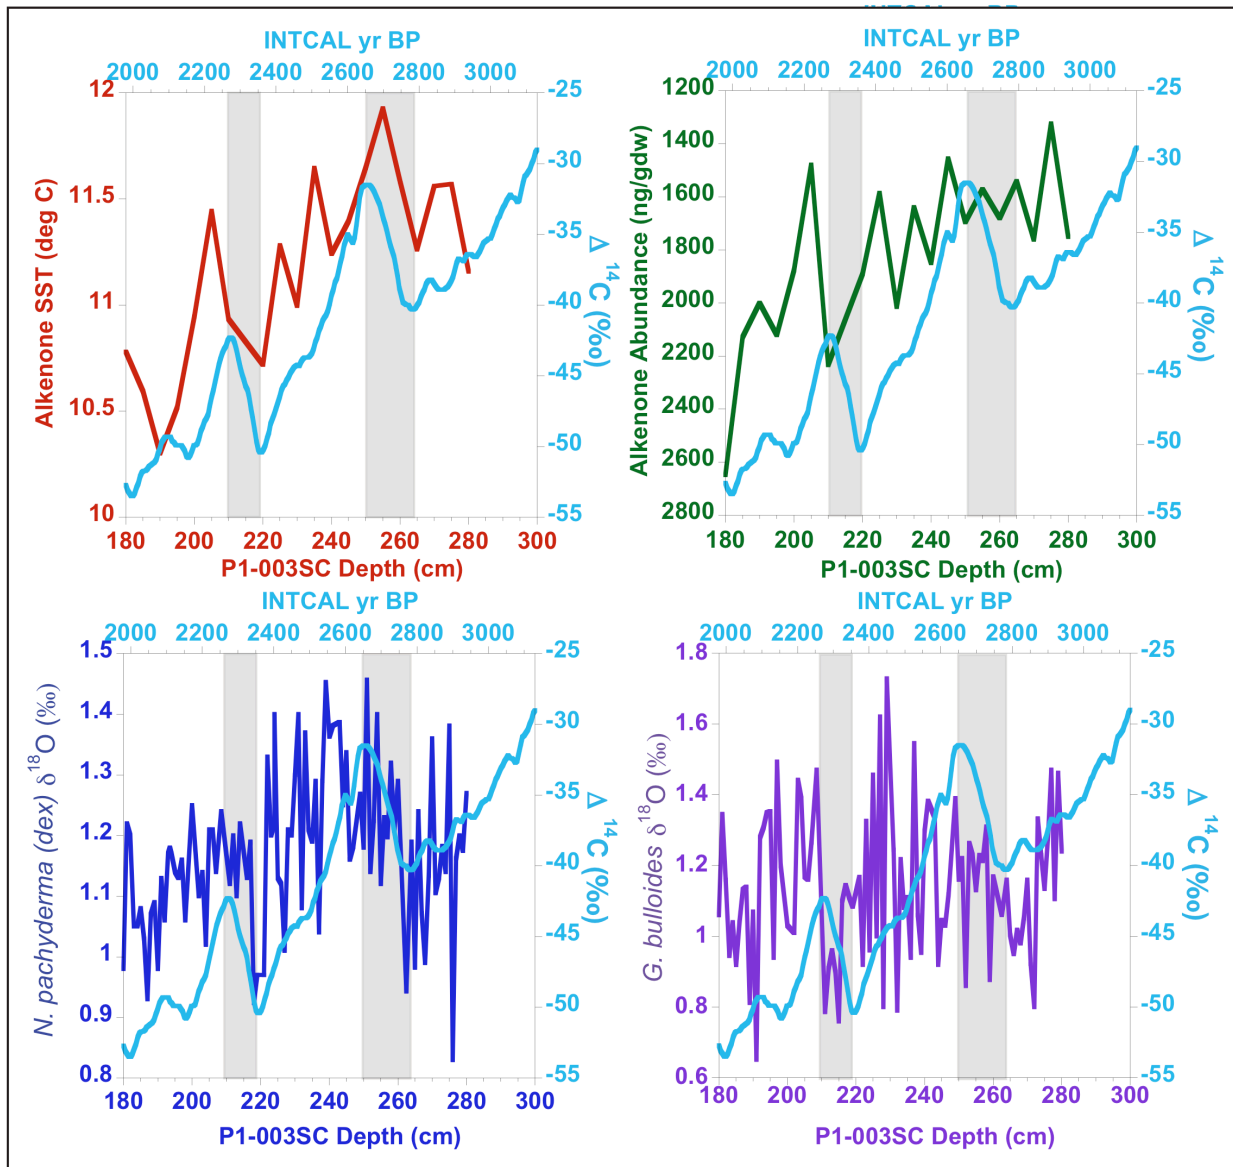 INTCAL yr BP
2000 2200 2400 2600 2800 3000
12
11.5
11
10.5
10
Alkenone SST (deg C)
-25
-30
-35
-40
-45
-50
-55
Δ 14C (‰)
180 200 220 240 260 280 300
P1-003SC Depth (cm)
INTCAL yr BP
2000 2200 2400 2600 2800 3000
1200
1400
1600
1800
2000
2200
2400
2600
2800
Alkenone Abundance (ng/gdw)
-25
-30
-35
-40
-45
-50
-55
Δ 14C (‰)
180 200 220 240 260 280 300
P1-003SC Depth (cm)
INTCAL yr BP
2000 2200 2400 2600 2800 3000
1.5
1.4
1.3
1.2
1.1
1
0.9
0.8
N. pachyderma (dex) δ18O (‰)
-25
-30
-35
-40
-45
-50
-55
Δ 14C (‰)
180 200 220 240 260 280 300
P1-003SC Depth (cm)
INTCAL yr BP
2000 2200 2400 2600 2800 3000
1.8
1.6
1.4
1.2
1
0.8
0.6
G. bulloides δ18O (‰)
-25
-30
-35
-40
-45
-50
-55
Δ 14C (‰)
180 200 220 240 260 280 300
P1-003SC Depth (cm)